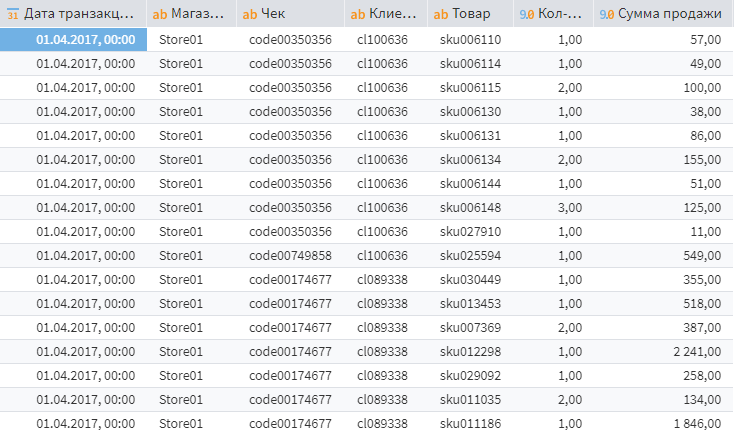 31 Дата транзакц... ab Магаз... ab Чек ab Клие... ab Товар 9.0 Кол-... 9.0 Сумма продажи
01.04.2017, 00:00 Store01 code00350356 cl100636 sku006110 1,00 57,00
01.04.2017, 00:00 Store01 code00350356 cl100636 sku006114 1,00 49,00
01.04.2017, 00:00 Store01 code00350356 cl100636 sku006115 2,00 100,00
01.04.2017, 00:00 Store01 code00350356 cl100636 sku006130 1,00 38,00
01.04.2017, 00:00 Store01 code00350356 cl100636 sku006131 1,00 86,00
01.04.2017, 00:00 Store01 code00350356 cl100636 sku006134 2,00 155,00
01.04.2017, 00:00 Store01 code00350356 cl100636 sku006144 1,00 51,00
01.04.2017, 00:00 Store01 code00350356 cl100636 sku006148 3,00 125,00
01.04.2017, 00:00 Store01 code00350356 cl100636 sku027910 1,00 11,00
01.04.2017, 00:00 Store01 code00749858 cl100636 sku025594 1,00 549,00
01.04.2017, 00:00 Store01 code00174677 cl089338 sku030449 1,00 355,00
01.04.2017, 00:00 Store01 code00174677 cl089338 sku013453 1,00 518,00
01.04.2017, 00:00 Store01 code00174677 cl089338 sku007369 2,00 387,00
01.04.2017, 00:00 Store01 code00174677 cl089338 sku012298 1,00 2 241,00
01.04.2017, 00:00 Store01 code00174677 cl089338 sku029092 1,00 258,00
01.04.2017, 00:00 Store01 code00174677 cl089338 sku011035 2,00 134,00
01.04.2017, 00:00 Store01 code00174677 cl089338 sku011186 1,00 1 846,00